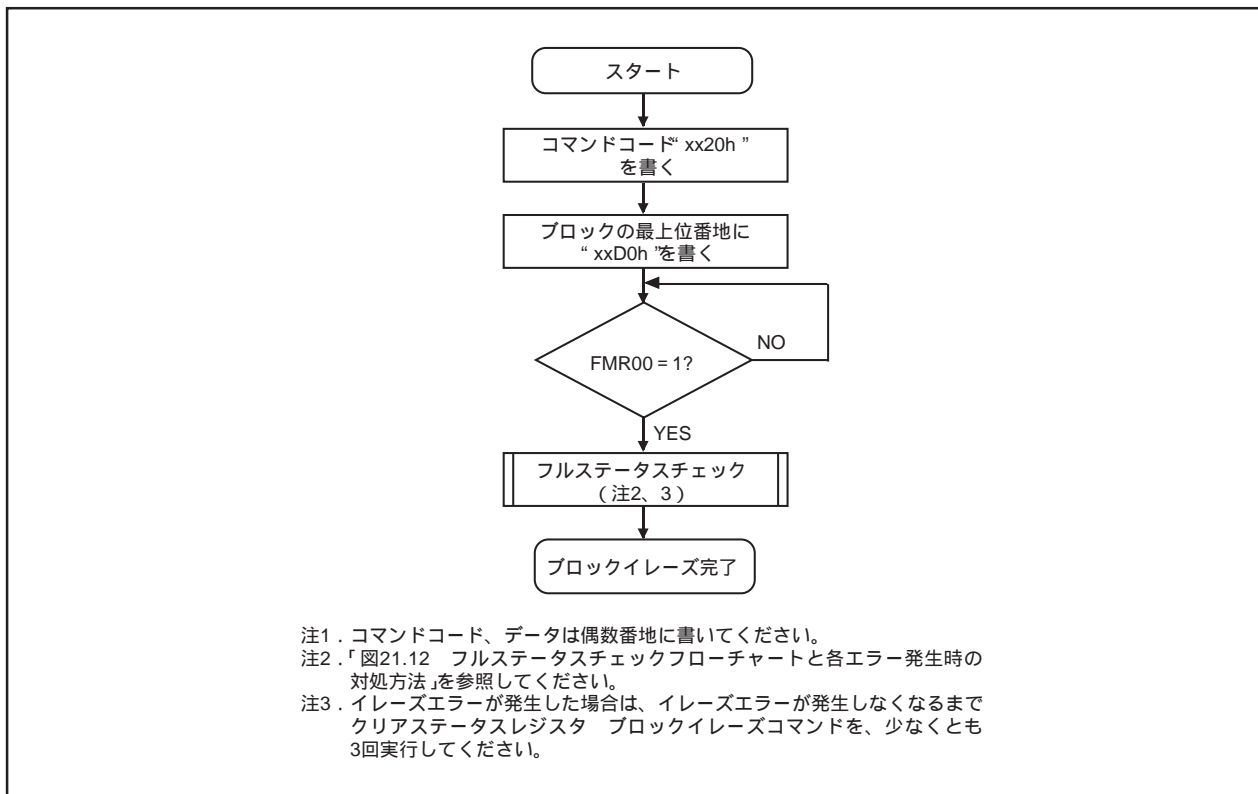 スタート
コマンドコード“ xx20h ”
を書く
ブロックの最上位番地に
“ xxD0h ”を書く
FMR00 = 1?
NO
YES
フルステータスチェック
(注2、3)
ブロックイレーズ完了
注1．コマンドコード、データは偶数番地に書いてください。
注2．「図21.12　フルステータスチェックフローチャートと各エラー発生時の
対処方法」を参照してください。
注3．イレーズエラーが発生した場合は、イレーズエラーが発生しなくなるまで
クリアステータスレジスタ　ブロックイレーズコマンドを、少なくとも
3回実行してください。